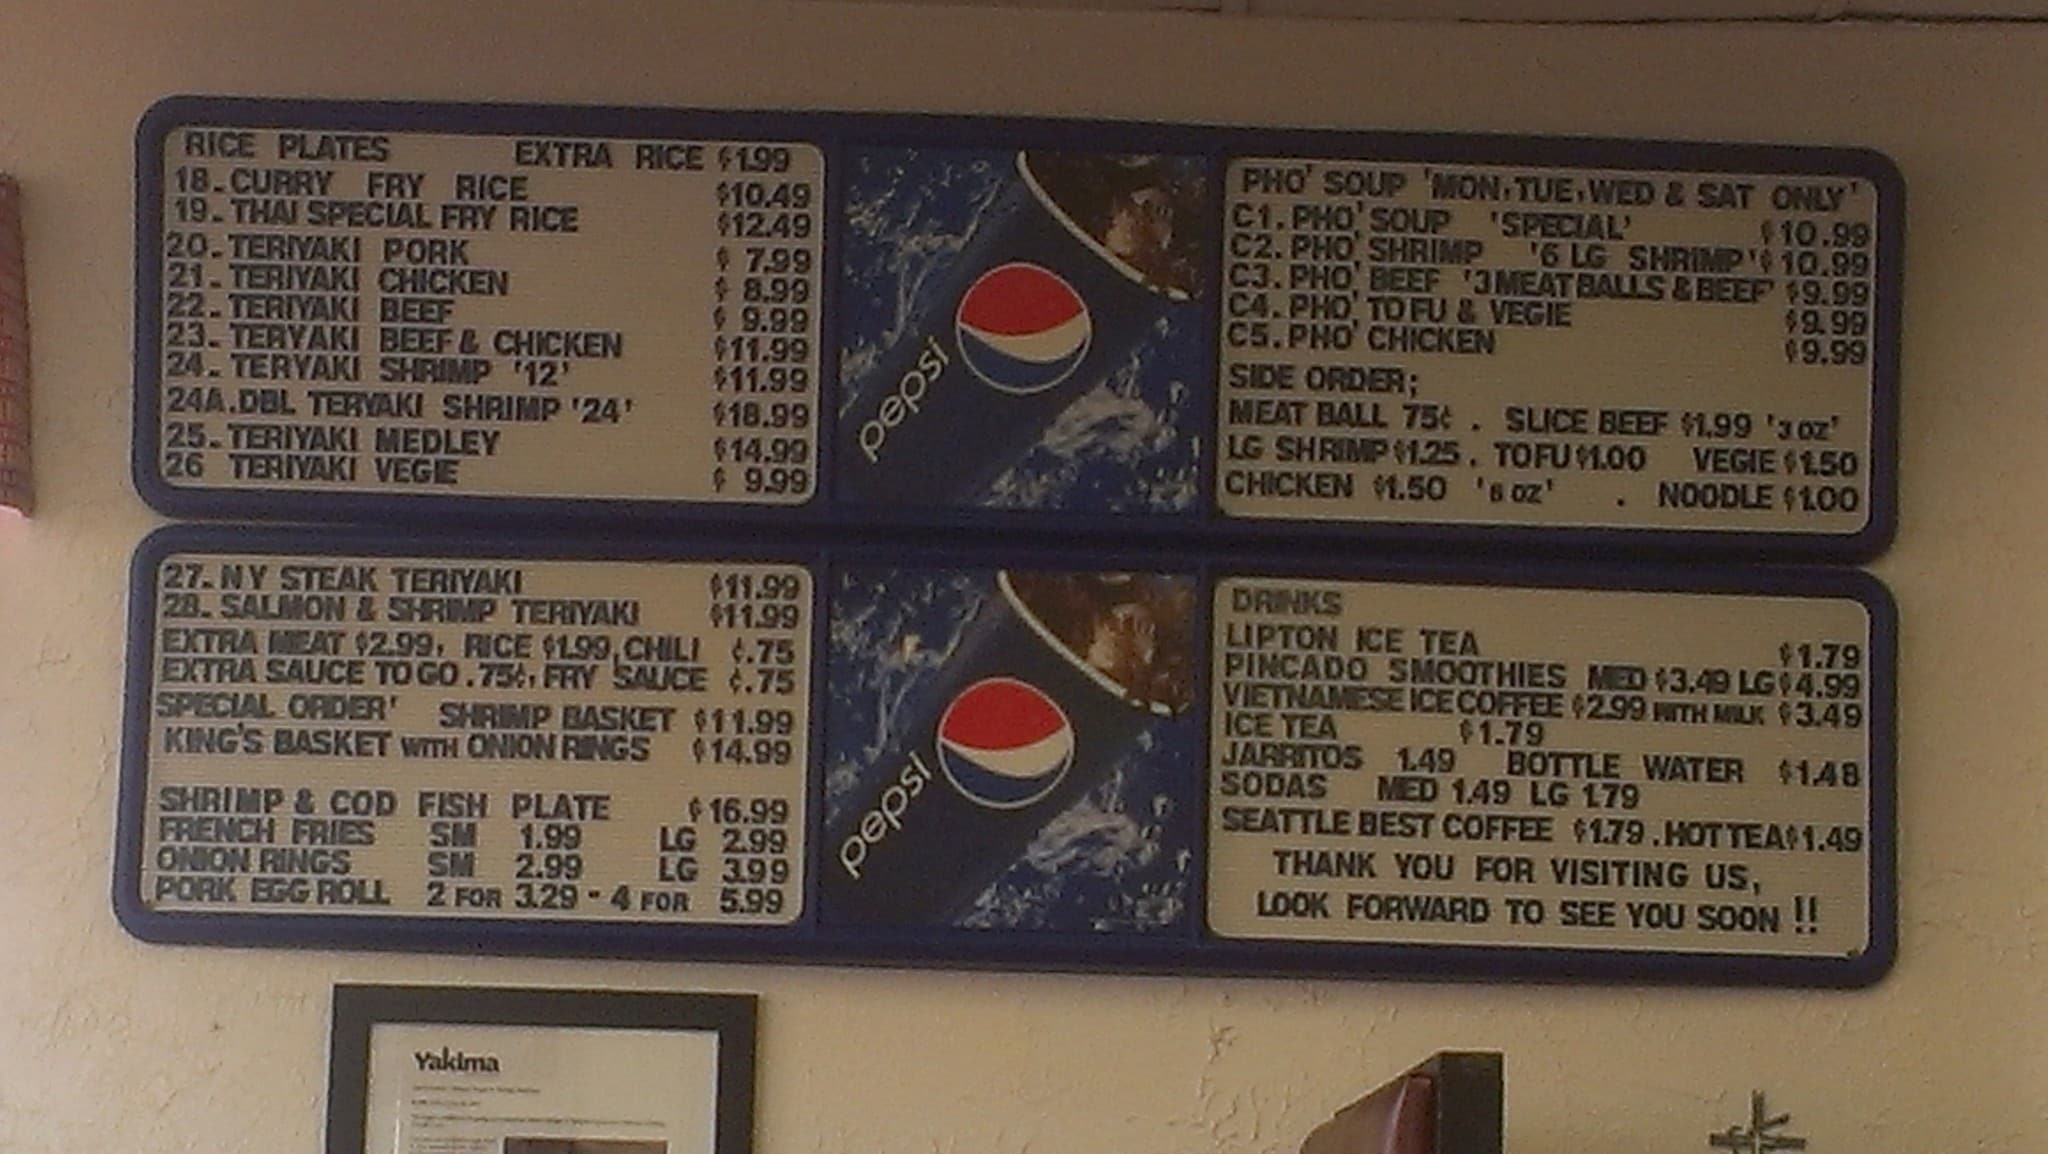 RICE PLATES EXTRA RICE $1.99
18. CURRY FRY RICE $10.49
19. THAI SPECIAL FRY RICE $12.49
20. TERIYAKI PORK $ 7.99
21. TERIYAKI CHICKEN $ 8.99
22. TERIYAKI BEEF $ 9.99
23. TERYAKI BEEF & CHICKEN $11.99
24. TERYAKI SHRIMP '12' $11.99
24A. DBL TERYAKI SHRIMP '24' $18.99
25. TERIYAKI MEDLEY $14.99
26 TERIYAKI VEGIE $ 9.99
pepsi
PHO' SOUP 'MON, TUE, WED & SAT ONLY'
C1. PHO' SOUP 'SPECIAL' $10.99
C2. PHO' SHRIMP '6 LG SHRIMP' $10.99
C3. PHO' BEEF '3 MEAT BALLS & BEEF' $9.99
C4. PHO' TOFU & VEGIE $9.99
C5. PHO' CHICKEN $9.99
SIDE ORDER;
MEAT BALL 75¢ . SLICE BEEF $1.99 '3 OZ'
LG SHRIMP $1.25 . TOFU $1.00 VEGIE $1.50
CHICKEN $1.50 '6 OZ' . NOODLE $1.00
27. NY STEAK TERIYAKI $11.99
28. SALMON & SHRIMP TERIYAKI $11.99
EXTRA MEAT $2.99, RICE $1.99, CHILI ¢.75
EXTRA SAUCE TO GO .75¢, FRY SAUCE ¢.75
SPECIAL ORDER' SHRIMP BASKET $11.99
KING'S BASKET WITH ONION RINGS $14.99
SHRIMP & COD FISH PLATE $16.99
FRENCH FRIES SM 1.99 LG 2.99
ONION RINGS SM 2.99 LG 3.99
PORK EGG ROLL 2 FOR 3.29 - 4 FOR 5.99
pepsi
DRINKS
LIPTON ICE TEA $1.79
PINCADO SMOOTHIES MED $3.49 LG $4.99
VIETNAMESE ICE COFFEE $2.99 WITH MILK $3.49
ICE TEA $1.79
JARRITOS 1.49 BOTTLE WATER $1.48
SODAS MED 1.49 LG 1.79
SEATTLE BEST COFFEE $1.79 . HOT TEA $1.49
THANK YOU FOR VISITING US,
LOOK FORWARD TO SEE YOU SOON !!
Yakima